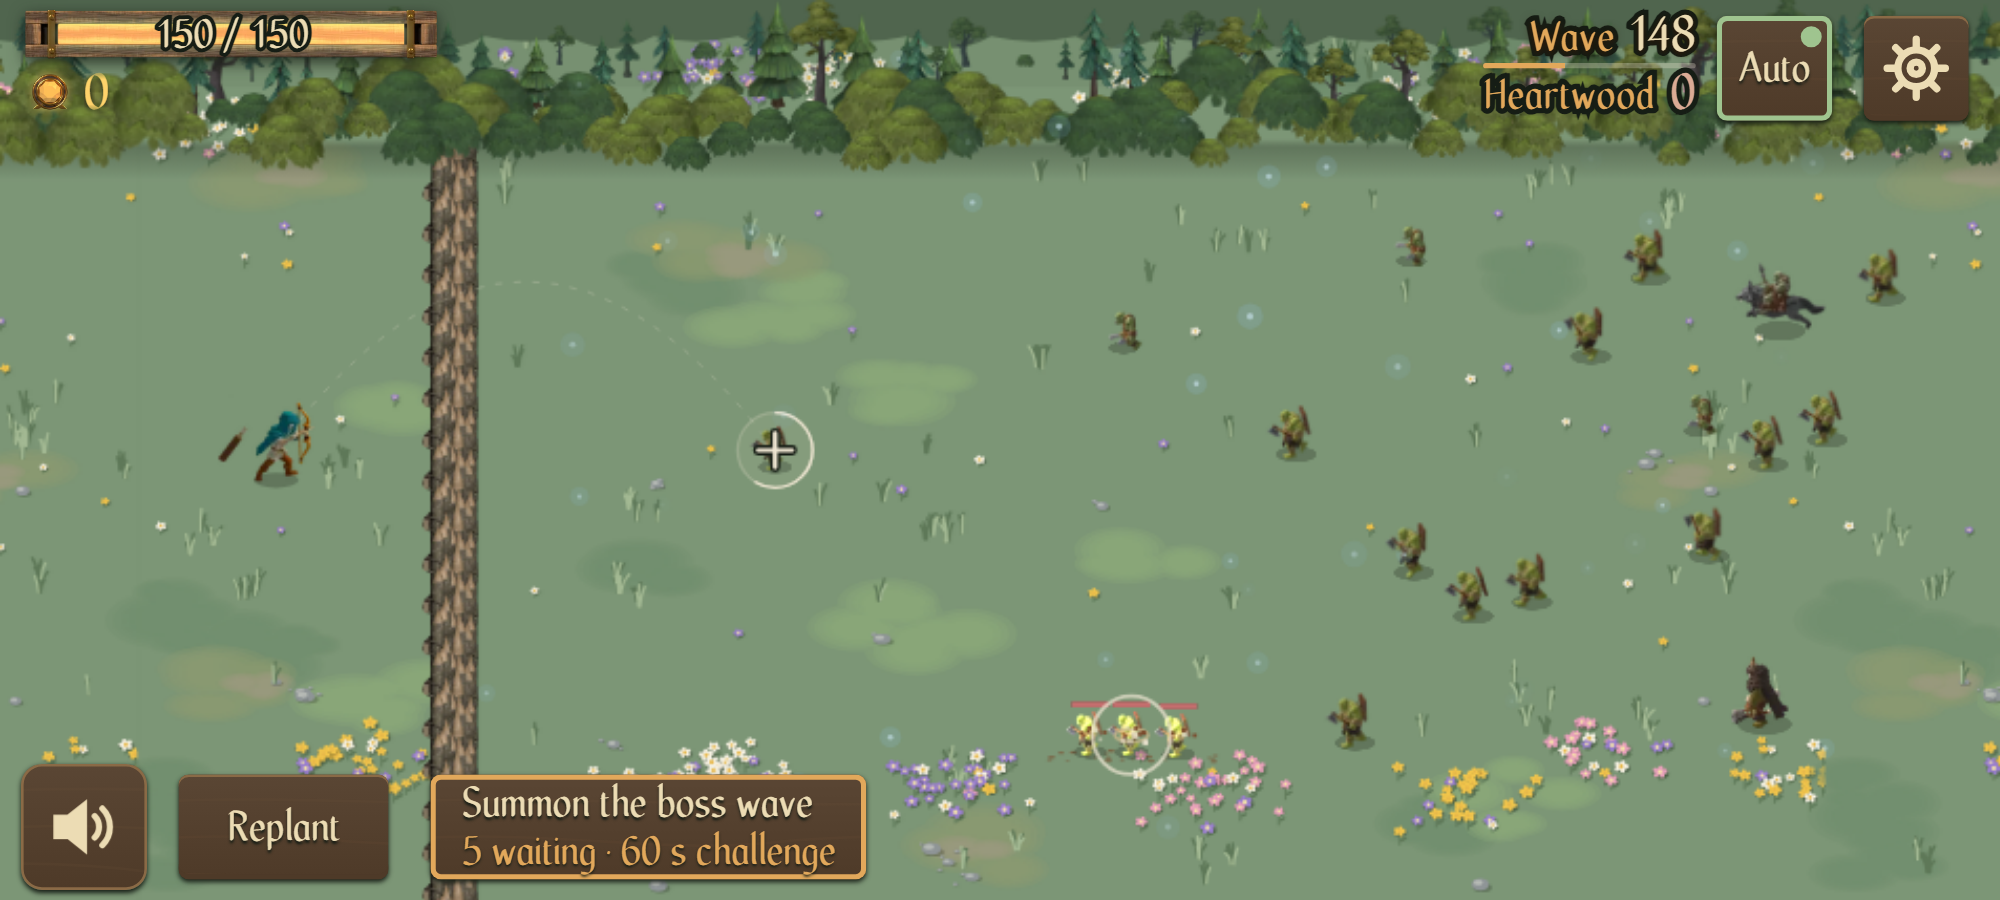 150 / 150
0
Wave 148
Heartwood 0
Auto
Replant
Summon the boss wave
5 waiting · 60 s challenge